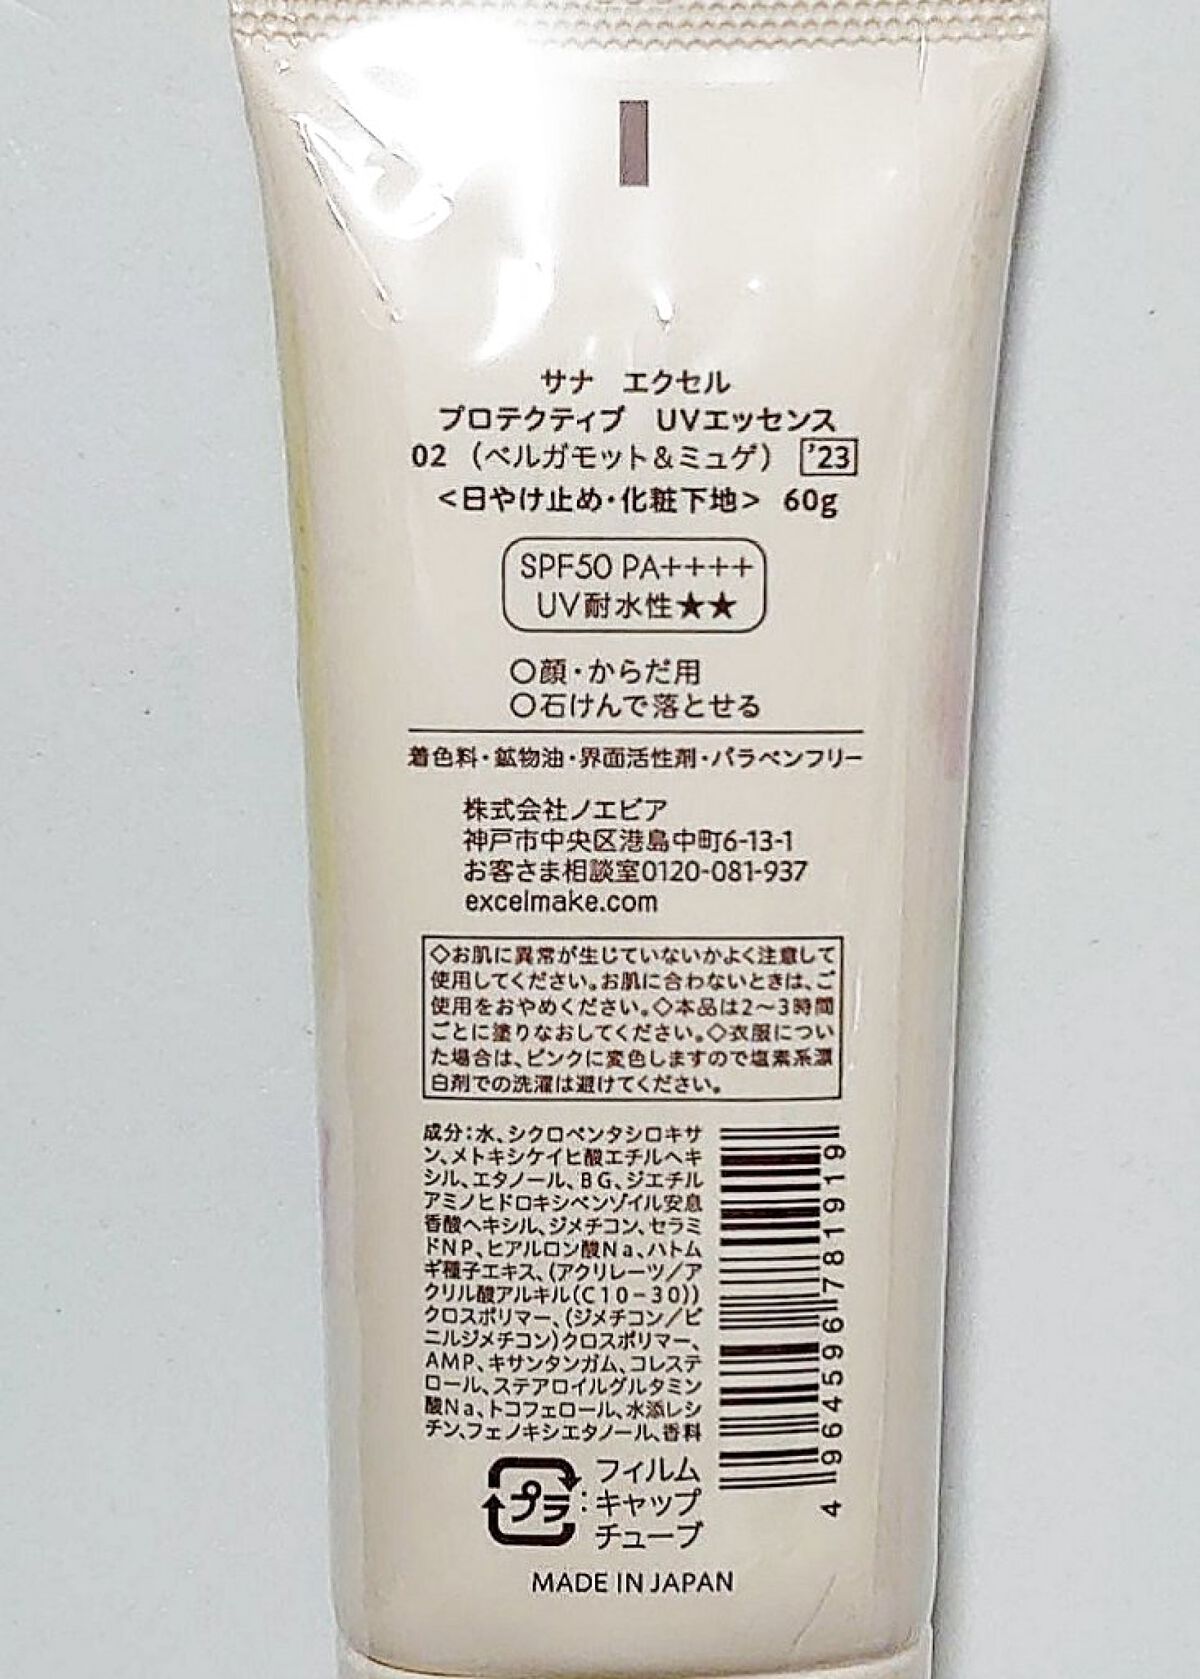 サナ エクセル
プロテクティブ UVエッセンス
02 (ベルガモット&ミュゲ) '23
<日やけ止め・化粧下地> 60g
SPF50 PA++++
UV耐水性★★
○顔・からだ用
○石けんで落とせる
着色料・鉱物油・界面活性剤・パラベンフリー
株式会社ノエビア
神戸市中央区港島中町6-13-1
お客さま相談室0120-081-937
excelmake.com
◇お肌に異常が生じていないかよく注意して
使用してください。お肌に合わないときは、ご
使用をおやめください。◇本品は2〜3時間
ごとに塗りなおしてください。◇衣服につい
た場合は、ピンクに変色しますので塩素系漂
白剤での洗濯は避けてください。
成分:水、シクロペンタシロキサ
ン、メトキシケイヒ酸エチルヘキ
シル、エタノール、BG、ジエチル
アミノヒドロキシベンゾイル安息
香酸ヘキシル、ジメチコン、セラミ
ドNP、ヒアルロン酸Na、ハトム
ギ種子エキス、(アクリレーツ/ア
クリル酸アルキル(C10-30))
クロスポリマー、(ジメチコン/ビ
ニルジメチコン)クロスポリマー、
AMP、キサンタンガム、コレステ
ロール、ステアロイルグルタミン
酸Na、トコフェロール、水添レシ
チン、フェノキシエタノール、香料
4964596781919
プラ:フィルム
キャップ
チューブ
MADE IN JAPAN